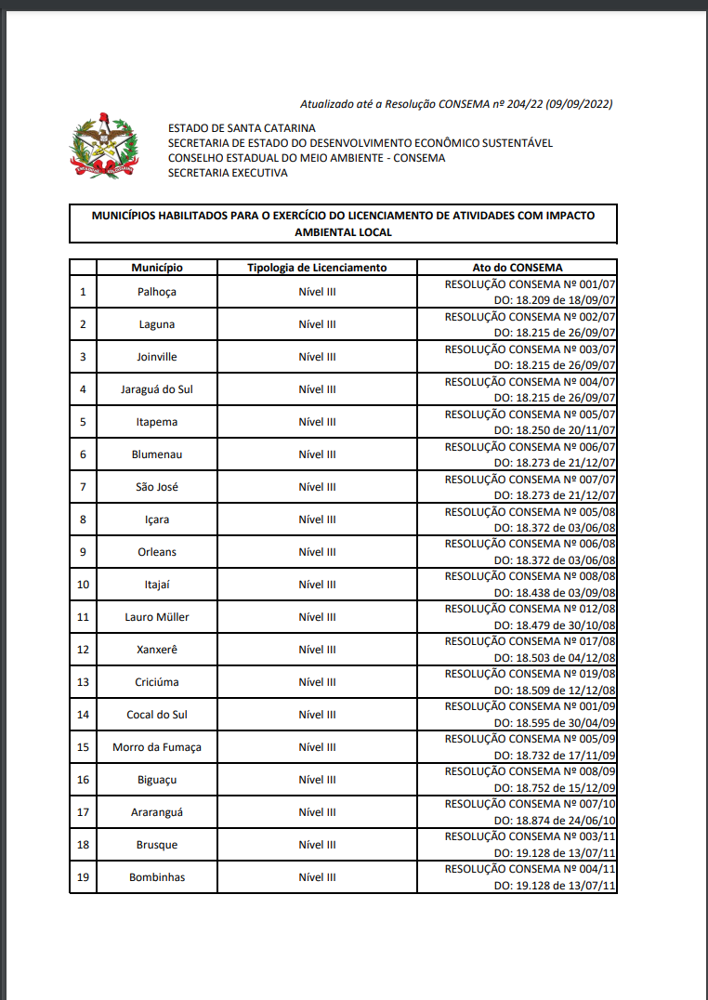 Atualizado até a Resolução CONSEMA nº 204/22 (09/09/2022)
ESTADO DE SANTA CATARINA
SECRETARIA DE ESTADO DO DESENVOLVIMENTO ECONÔMICO SUSTENTÁVEL
CONSELHO ESTADUAL DO MEIO AMBIENTE - CONSEMA
SECRETARIA EXECUTIVA
MUNICÍPIOS HABILITADOS PARA O EXERCÍCIO DO LICENCIAMENTO DE ATIVIDADES COM IMPACTO
AMBIENTAL LOCAL
Município Tipologia de Licenciamento Ato do CONSEMA
1 Palhoça Nível III RESOLUÇÃO CONSEMA Nº 001/07
DO: 18.209 de 18/09/07
2 Laguna Nível III RESOLUÇÃO CONSEMA Nº 002/07
DO: 18.215 de 26/09/07
3 Joinville Nível III RESOLUÇÃO CONSEMA Nº 003/07
DO: 18.215 de 26/09/07
4 Jaraguá do Sul Nível III RESOLUÇÃO CONSEMA Nº 004/07
DO: 18.215 de 26/09/07
5 Itapema Nível III RESOLUÇÃO CONSEMA Nº 005/07
DO: 18.250 de 20/11/07
6 Blumenau Nível III RESOLUÇÃO CONSEMA Nº 006/07
DO: 18.273 de 21/12/07
7 São José Nível III RESOLUÇÃO CONSEMA Nº 007/07
DO: 18.273 de 21/12/07
8 Içara Nível III RESOLUÇÃO CONSEMA Nº 005/08
DO: 18.372 de 03/06/08
9 Orleans Nível III RESOLUÇÃO CONSEMA Nº 006/08
DO: 18.372 de 03/06/08
10 Itajaí Nível III RESOLUÇÃO CONSEMA Nº 008/08
DO: 18.438 de 03/09/08
11 Lauro Müller Nível III RESOLUÇÃO CONSEMA Nº 012/08
DO: 18.479 de 30/10/08
12 Xanxerê Nível III RESOLUÇÃO CONSEMA Nº 017/08
DO: 18.503 de 04/12/08
13 Criciúma Nível III RESOLUÇÃO CONSEMA Nº 019/08
DO: 18.509 de 12/12/08
14 Cocal do Sul Nível III RESOLUÇÃO CONSEMA Nº 001/09
DO: 18.595 de 30/04/09
15 Morro da Fumaça Nível III RESOLUÇÃO CONSEMA Nº 005/09
DO: 18.732 de 17/11/09
16 Biguaçu Nível III RESOLUÇÃO CONSEMA Nº 008/09
DO: 18.752 de 15/12/09
17 Araranguá Nível III RESOLUÇÃO CONSEMA Nº 007/10
DO: 18.874 de 24/06/10
18 Brusque Nível III RESOLUÇÃO CONSEMA Nº 003/11
DO: 19.128 de 13/07/11
19 Bombinhas Nível III RESOLUÇÃO CONSEMA Nº 004/11
DO: 19.128 de 13/07/11